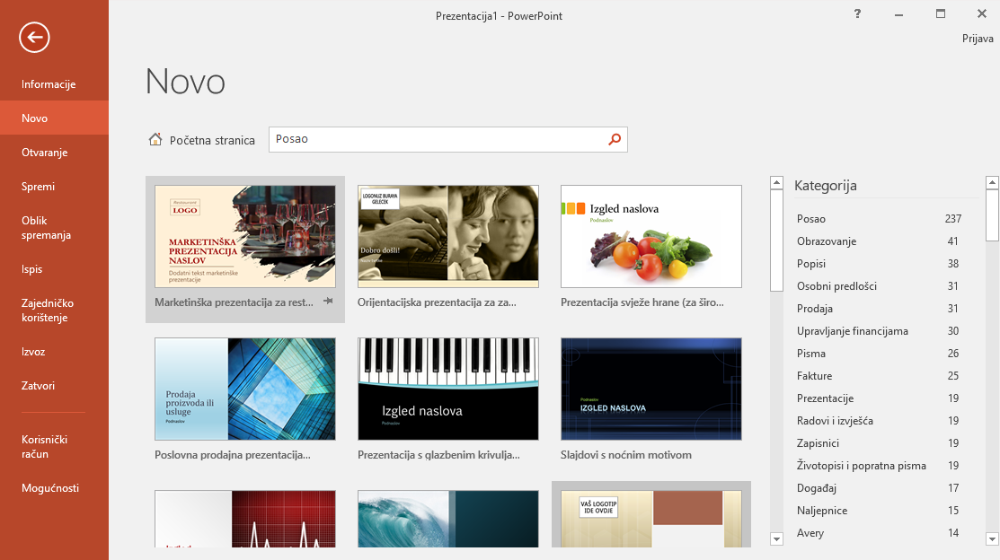 Prezentacija1 - PowerPoint
?
Prijava
Informacije
Novo
Otvaranje
Spremi
Oblik
spremanja
Ispis
Zajedničko
korištenje
Izvoz
Zatvori
Korisnički
račun
Mogućnosti
Novo
Početna stranica
Posao
Restaurant
LOGO
MARKETINŠKA
PREZENTACIJA
NASLOV
Dodatni tekst marketinške
prezentacije
Marketinška prezentacija za rest...
LOGONUZ BURAYA
GELECEK
Dobro došli!
Orijentacijska prezentacija za za...
Izgled naslova
Podnaslov
Prezentacija svježe hrane (za širo...
Prodaja
proizvoda ili
usluge
Podnaslov
Poslovna prodajna prezentacija...
Izgled naslova
Podnaslov
Prezentacija s glazbenim krivulja...
Podnaslov
IZGLED NASLOVA
Slajdovi s noćnim motivom
VAŠ LOGOTIP
IDE OVDJE
Kategorija
Posao 237
Obrazovanje 41
Popisi 38
Osobni predlošci 31
Prodaja 31
Upravljanje financijama 30
Pisma 26
Fakture 25
Prezentacije 19
Radovi i izvješća 19
Zapisnici 19
Životopisi i popratna pisma 19
Događaj 17
Naljepnice 15
Avery 14